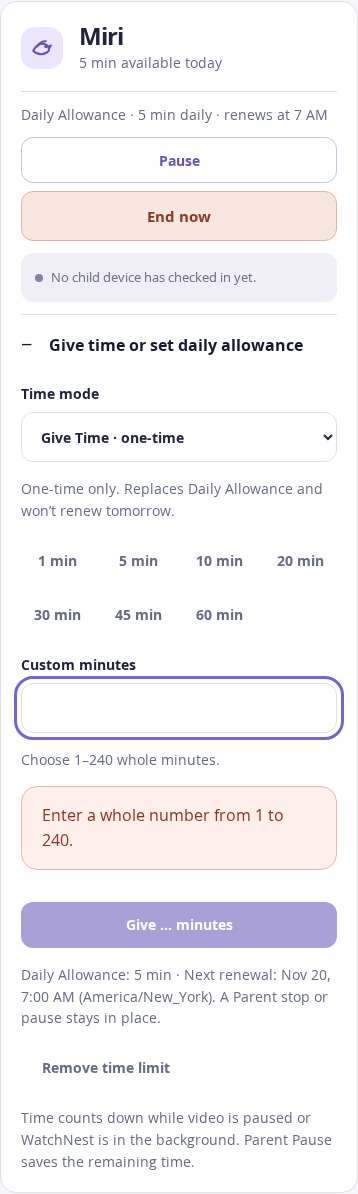 Miri
5 min available today
Daily Allowance · 5 min daily · renews at 7 AM
Pause
End now
No child device has checked in yet.
– Give time or set daily allowance
Time mode
Give Time · one-time
One-time only. Replaces Daily Allowance and
won’t renew tomorrow.
1 min 5 min 10 min 20 min
30 min 45 min 60 min
Custom minutes
Choose 1–240 whole minutes.
Enter a whole number from 1 to
240.
Give … minutes
Daily Allowance: 5 min · Next renewal: Nov 20,
7:00 AM (America/New_York). A Parent stop or
pause stays in place.
Remove time limit
Time counts down while video is paused or
WatchNest is in the background. Parent Pause
saves the remaining time.